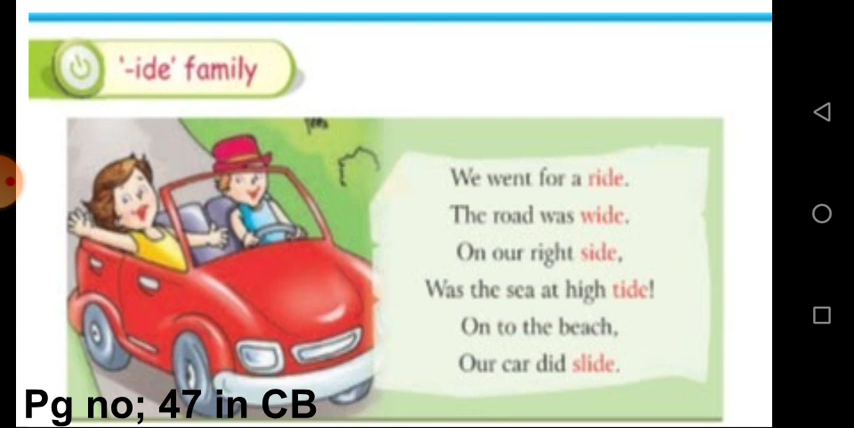 '-ide' family
We went for a ride.
The road was wide.
On our right side,
Was the sea at high tide!
On to the beach,
Our car did slide.
Pg no; 47 in CB